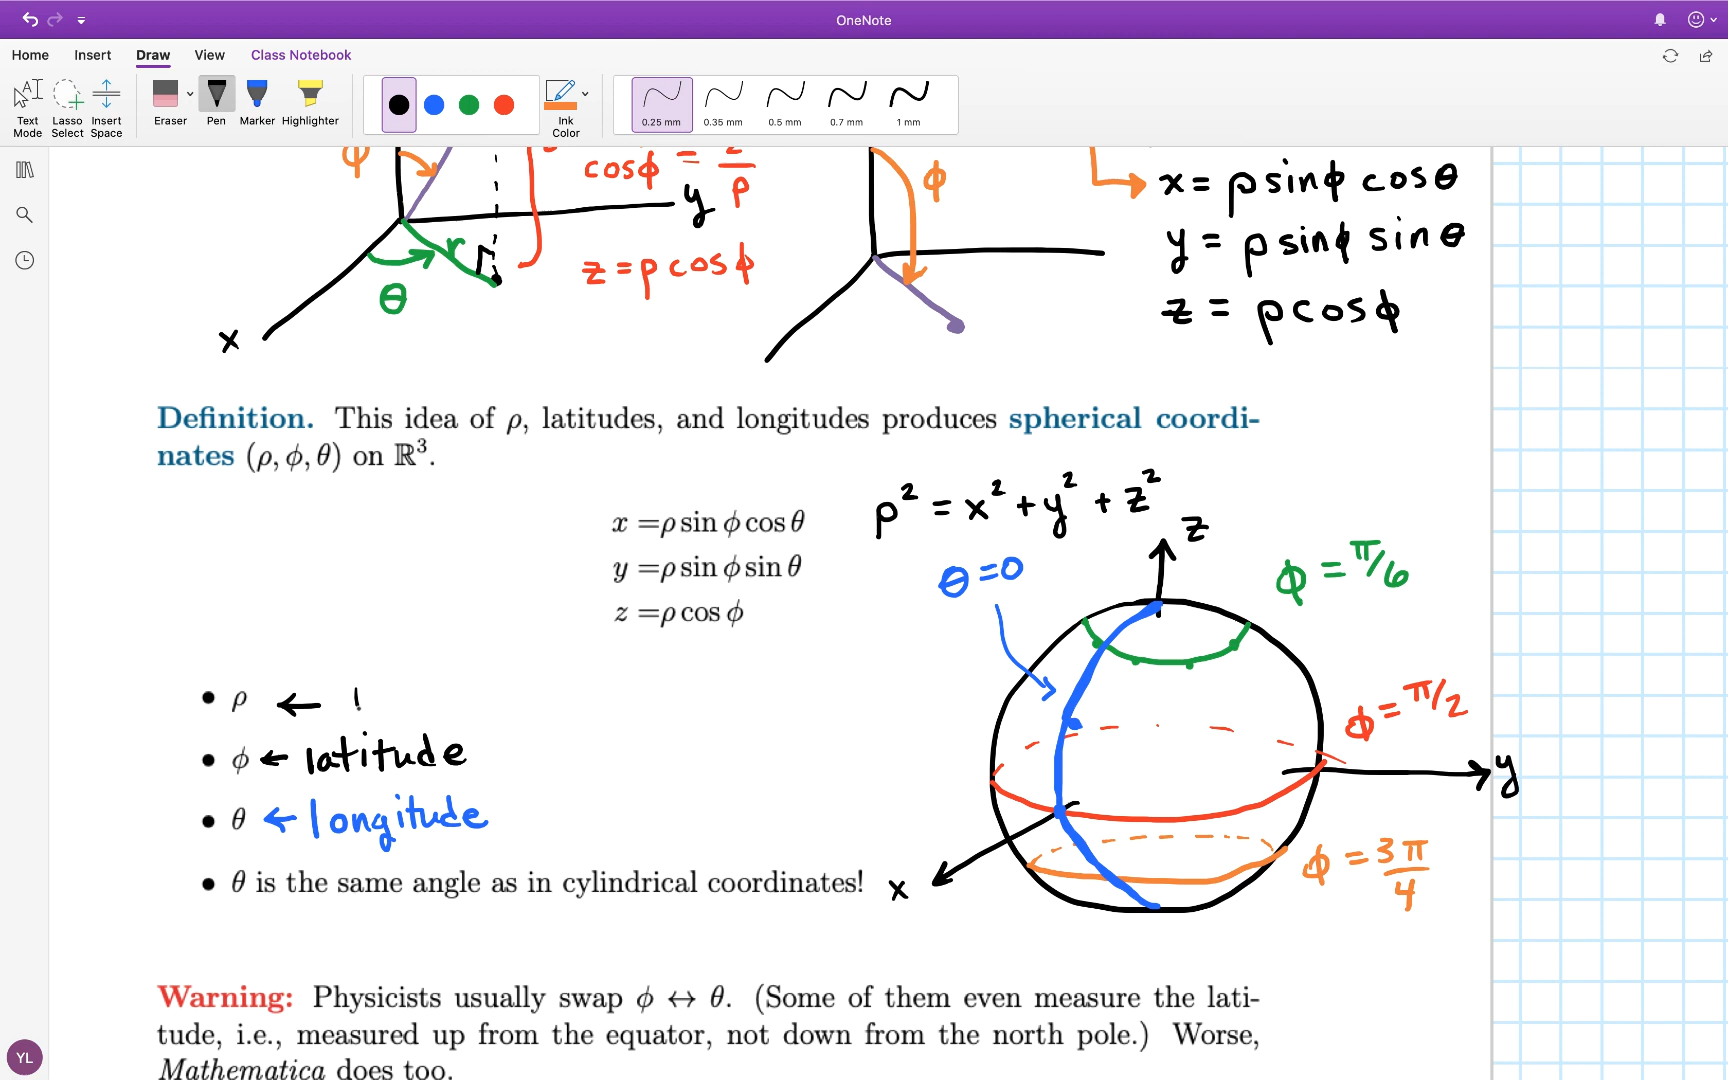 OneNote
Home Insert Draw View Class Notebook
Text Mode Lasso Select Insert Space Eraser Pen Marker Highlighter Ink Color 0.25 mm 0.35 mm 0.5 mm 0.7 mm 1 mm
ϕ
cosϕ = z/ρ
y
r
θ
z = ρ cos ϕ
x
ϕ
x = ρ sinϕ cosθ
y = ρ sinϕ sinθ
z = ρcosϕ
Definition. This idea of ρ, latitudes, and longitudes produces spherical coordi-
nates (ρ, ϕ, θ) on ℝ³.
ρ² = x² + y² + z²
x =ρ sin ϕ cos θ
y =ρ sin ϕ sin θ
z =ρ cos ϕ
z
θ=0
ϕ = π/6
ϕ = π/2
y
ϕ = 3π/4
x
• ρ ← !
• ϕ ← latitude
• θ ← longitude
• θ is the same angle as in cylindrical coordinates!
Warning: Physicists usually swap ϕ ↔ θ. (Some of them even measure the lati-
tude, i.e., measured up from the equator, not down from the north pole.) Worse,
Mathematica does too.
YL